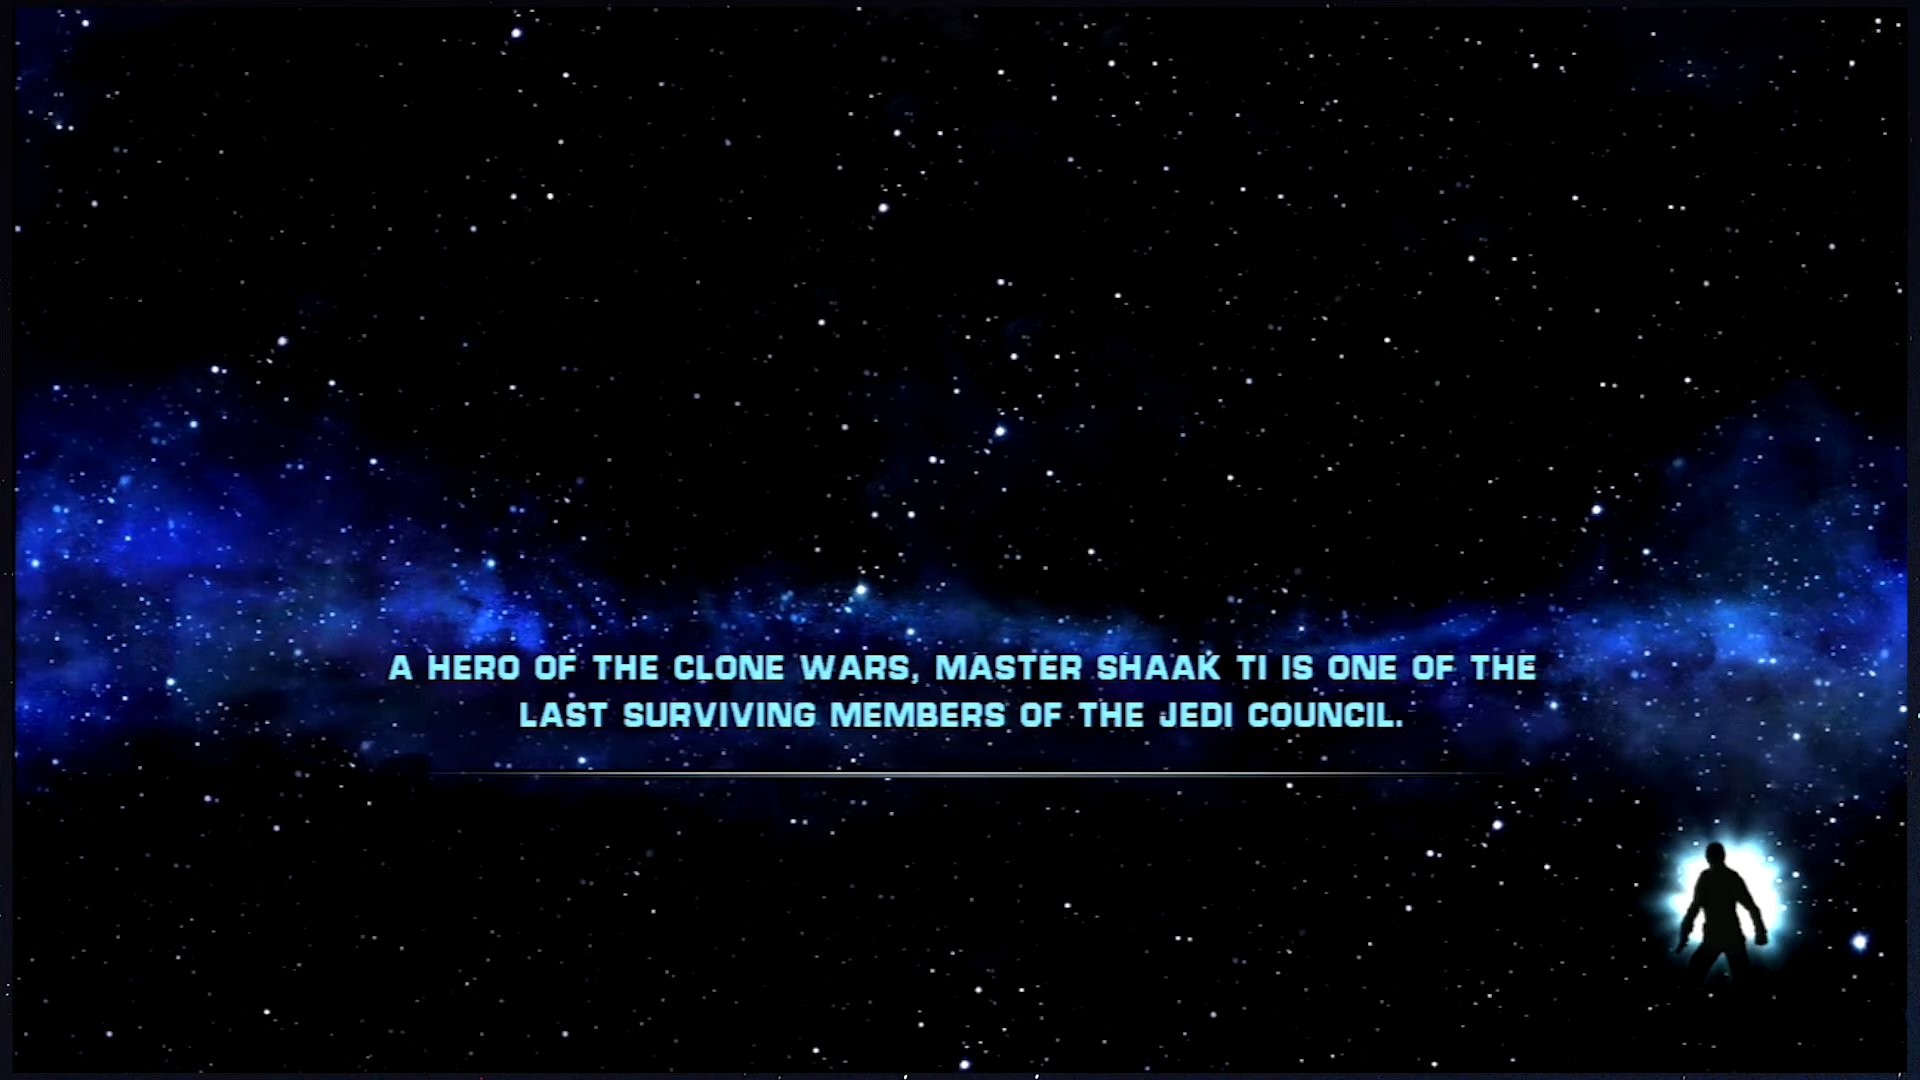 A HERO OF THE CLONE WARS, MASTER SHAAK TI IS ONE OF THE
LAST SURVIVING MEMBERS OF THE JEDI COUNCIL.